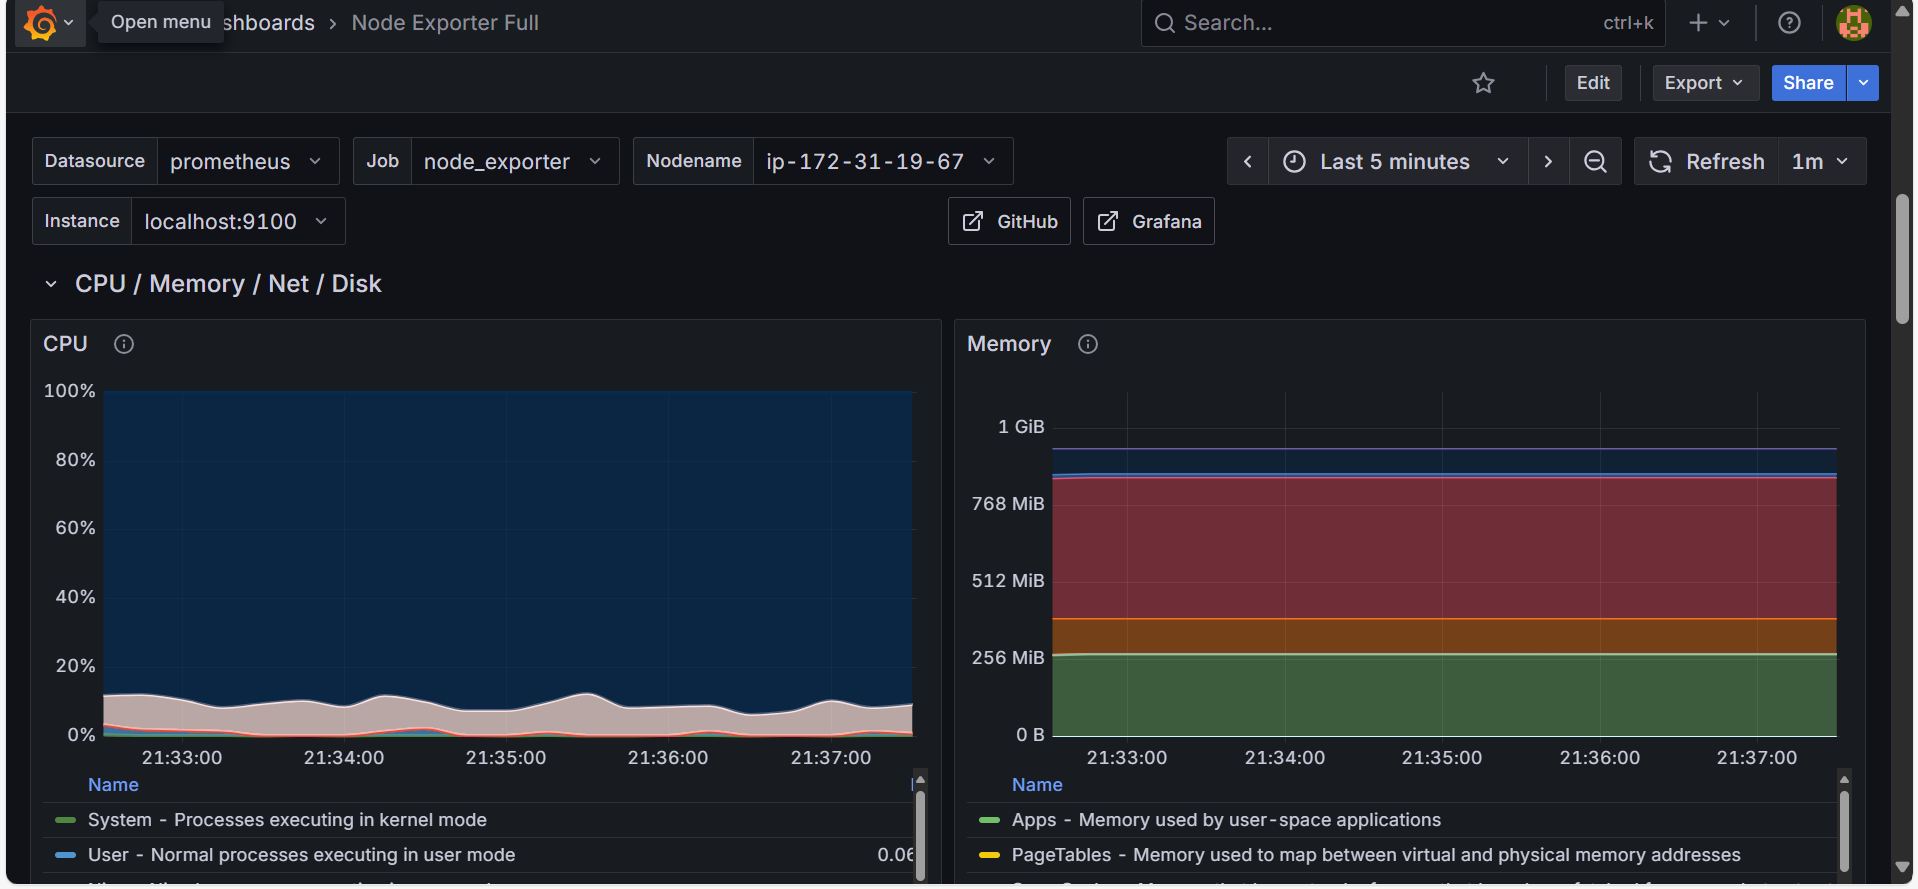 Open menu shboards › Node Exporter Full Search... ctrl+k
Edit Export Share
Datasource prometheus Job node_exporter Nodename ip-172-31-19-67 Last 5 minutes Refresh 1m
Instance localhost:9100 GitHub Grafana
CPU / Memory / Net / Disk
CPU
100%
80%
60%
40%
20%
0%
21:33:00 21:34:00 21:35:00 21:36:00 21:37:00
Name
System - Processes executing in kernel mode
User - Normal processes executing in user mode 0.06
Memory
1 GiB
768 MiB
512 MiB
256 MiB
0 B
21:33:00 21:34:00 21:35:00 21:36:00 21:37:00
Name
Apps - Memory used by user-space applications
PageTables - Memory used to map between virtual and physical memory addresses